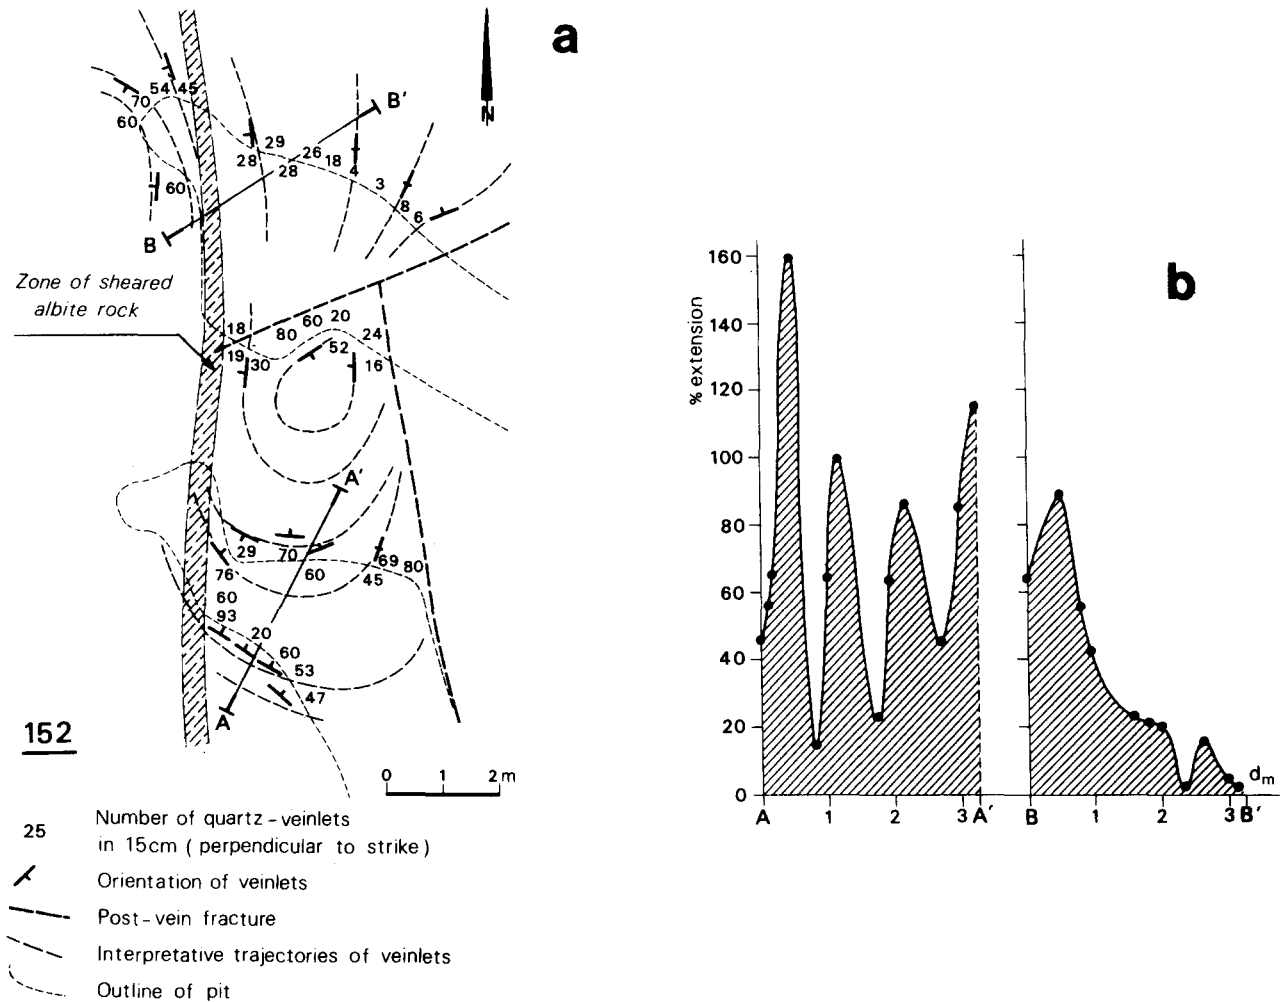 a
N
B'
54 45
70
60
60
29
28
28
26
18
4
3
8
6
B
Zone of sheared
albite rock
18
19
30
80
60
20
52
24
16
A'
29
70
76
60
69
80
45
60
93
20
60
53
47
A
152
0 1 2 m
25 Number of quartz-veinlets
in 15cm (perpendicular to strike)
Orientation of veinlets
Post-vein fracture
Interpretative trajectories of veinlets
Outline of pit
b
% extension
160
140
120
100
80
60
40
20
0
A 1 2 3 A' B 1 2 3 B'
dm